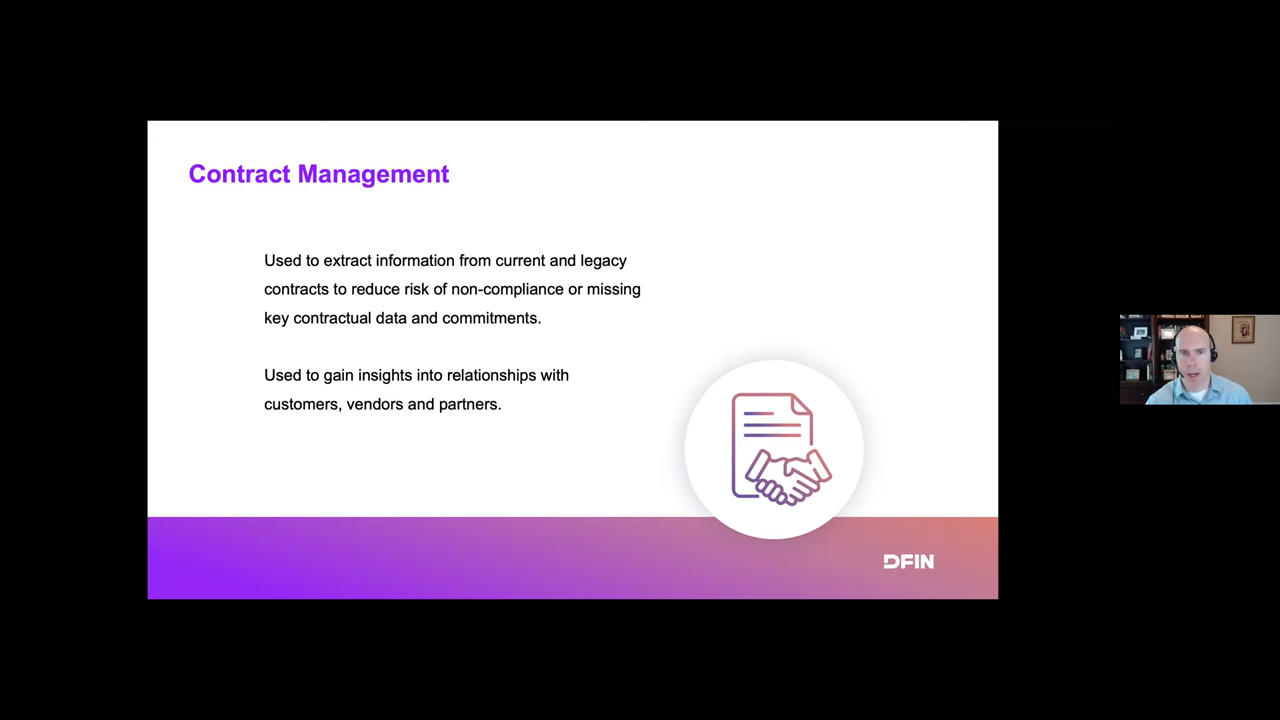 Contract Management
Used to extract information from current and legacy
contracts to reduce risk of non-compliance or missing
key contractual data and commitments.
Used to gain insights into relationships with
customers, vendors and partners.
DFIN